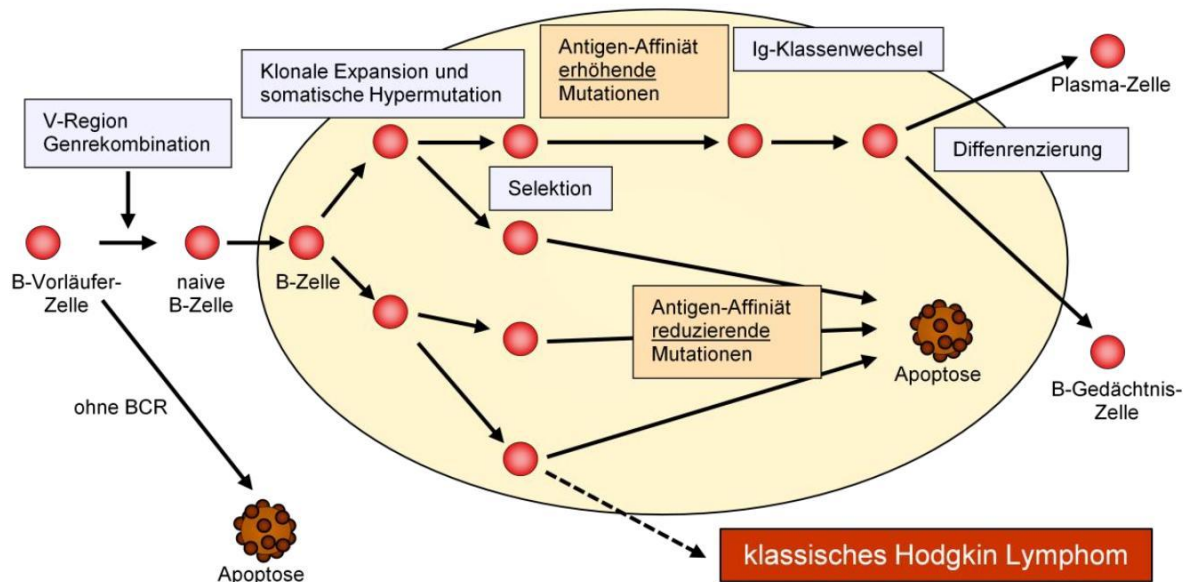 Klonale Expansion und
somatische Hypermutation
Antigen-Affiniät
erhöhende
Mutationen
Ig-Klassenwechsel
Plasma-Zelle
V-Region
Genrekombination
Diffenrenzierung
Selektion
B-Vorläufer-
Zelle
naive
B-Zelle
B-Zelle
Antigen-Affiniät
reduzierende
Mutationen
Apoptose
B-Gedächtnis-
Zelle
ohne BCR
Apoptose
klassisches Hodgkin Lymphom